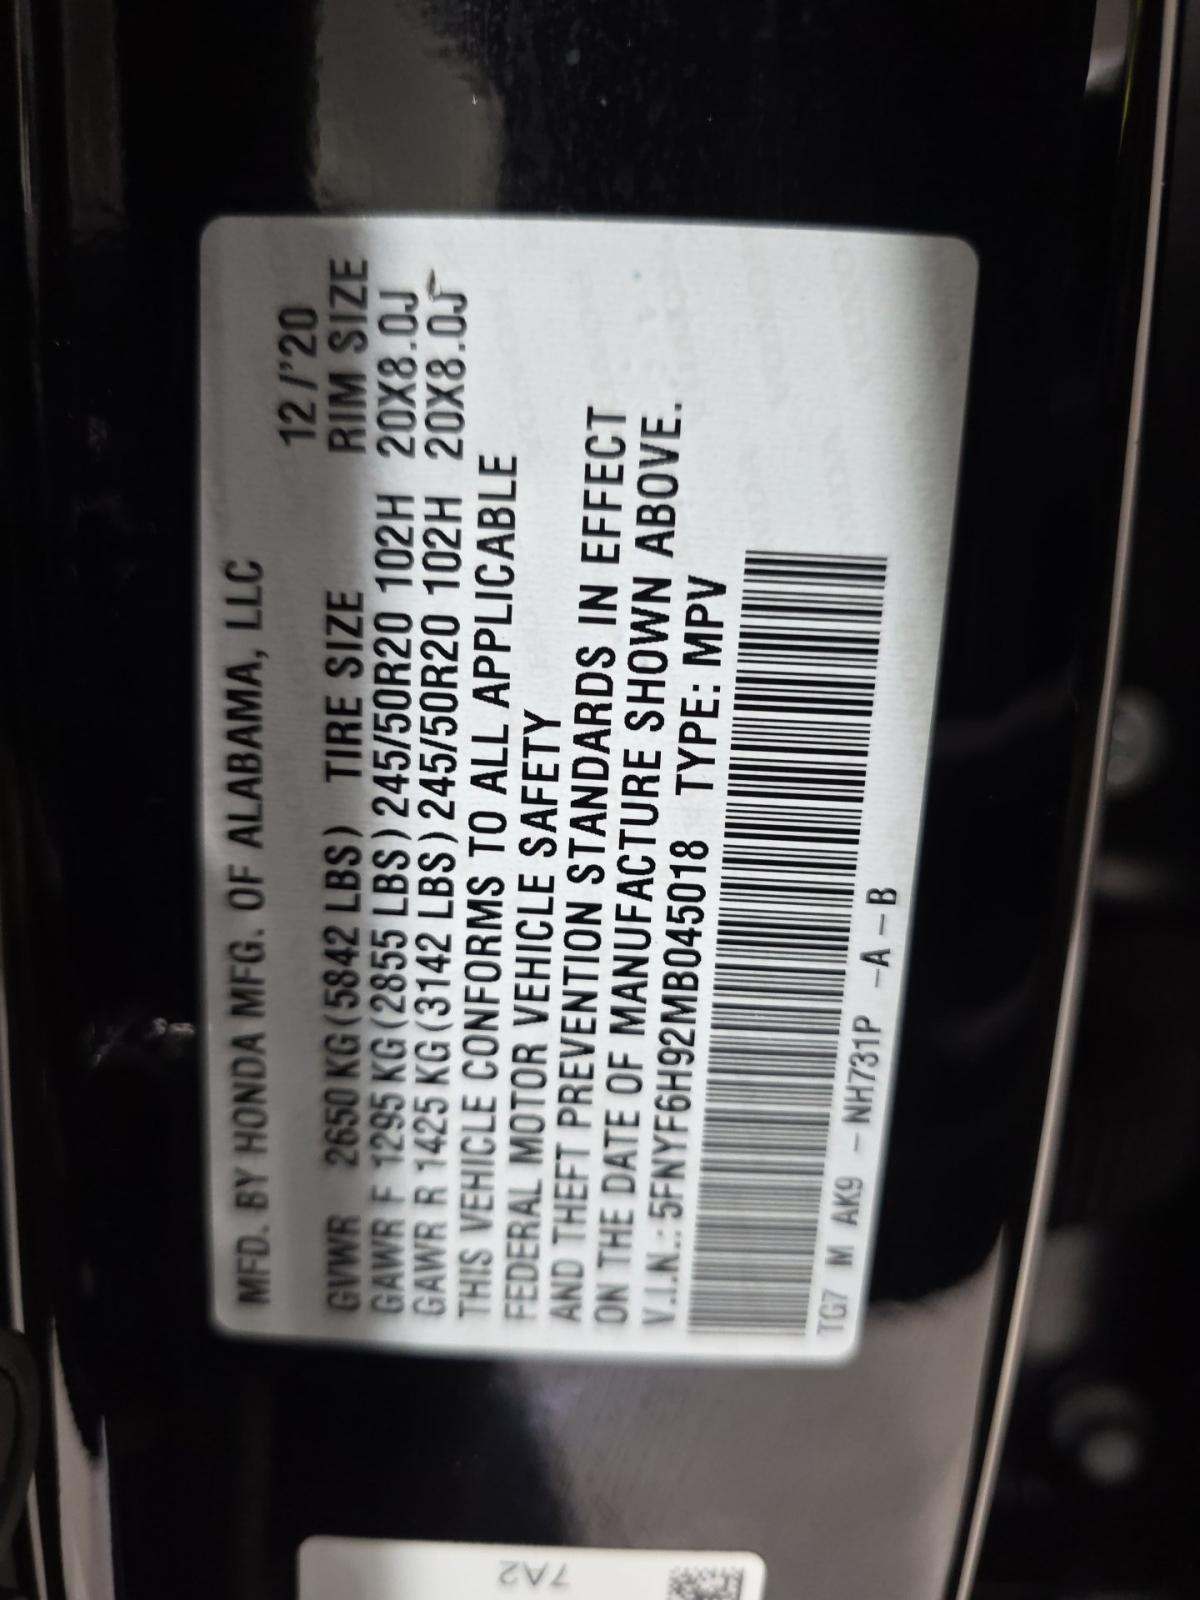 MFD. BY HONDA MFG. OF ALABAMA, LLC
12/'20
GVWR 2650 KG (5842 LBS) TIRE SIZE RIM SIZE
GAWR F 1295 KG (2855 LBS) 245/50R20 102H 20X8.0J
GAWR R 1425 KG (3142 LBS) 245/50R20 102H 20X8.0J
THIS VEHICLE CONFORMS TO ALL APPLICABLE
FEDERAL MOTOR VEHICLE SAFETY
AND THEFT PREVENTION STANDARDS IN EFFECT
ON THE DATE OF MANUFACTURE SHOWN ABOVE.
V.I.N.: 5FNYF6H92MB045018 TYPE: MPV
TG7 M AK9 -NH731P -A-B
7A2